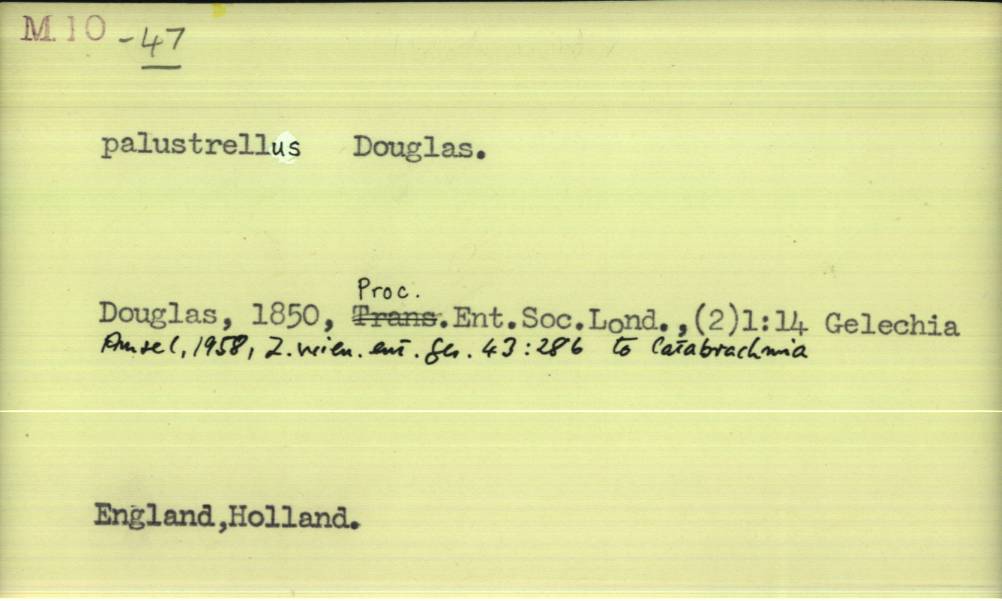 M.10 -47
palustrellus Douglas.
Proc.
Douglas, 1850, Trans.Ent.Soc.Lond.,(2)1:14 Gelechia
Amsel, 1958, Z. wien. ent. ges. 43:286 to Catabrachmia
England,Holland.